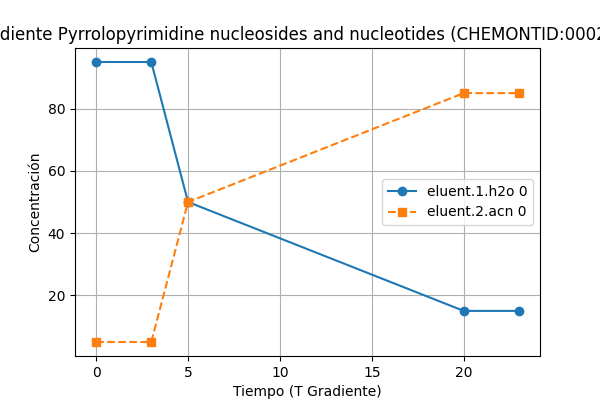 diente Pyrrolopyrimidine nucleosides and nucleotides (CHEMONTID:0002
Concentración
80
60
40
20
eluent.1.h2o 0
eluent.2.acn 0
0 5 10 15 20
Tiempo (T Gradiente)